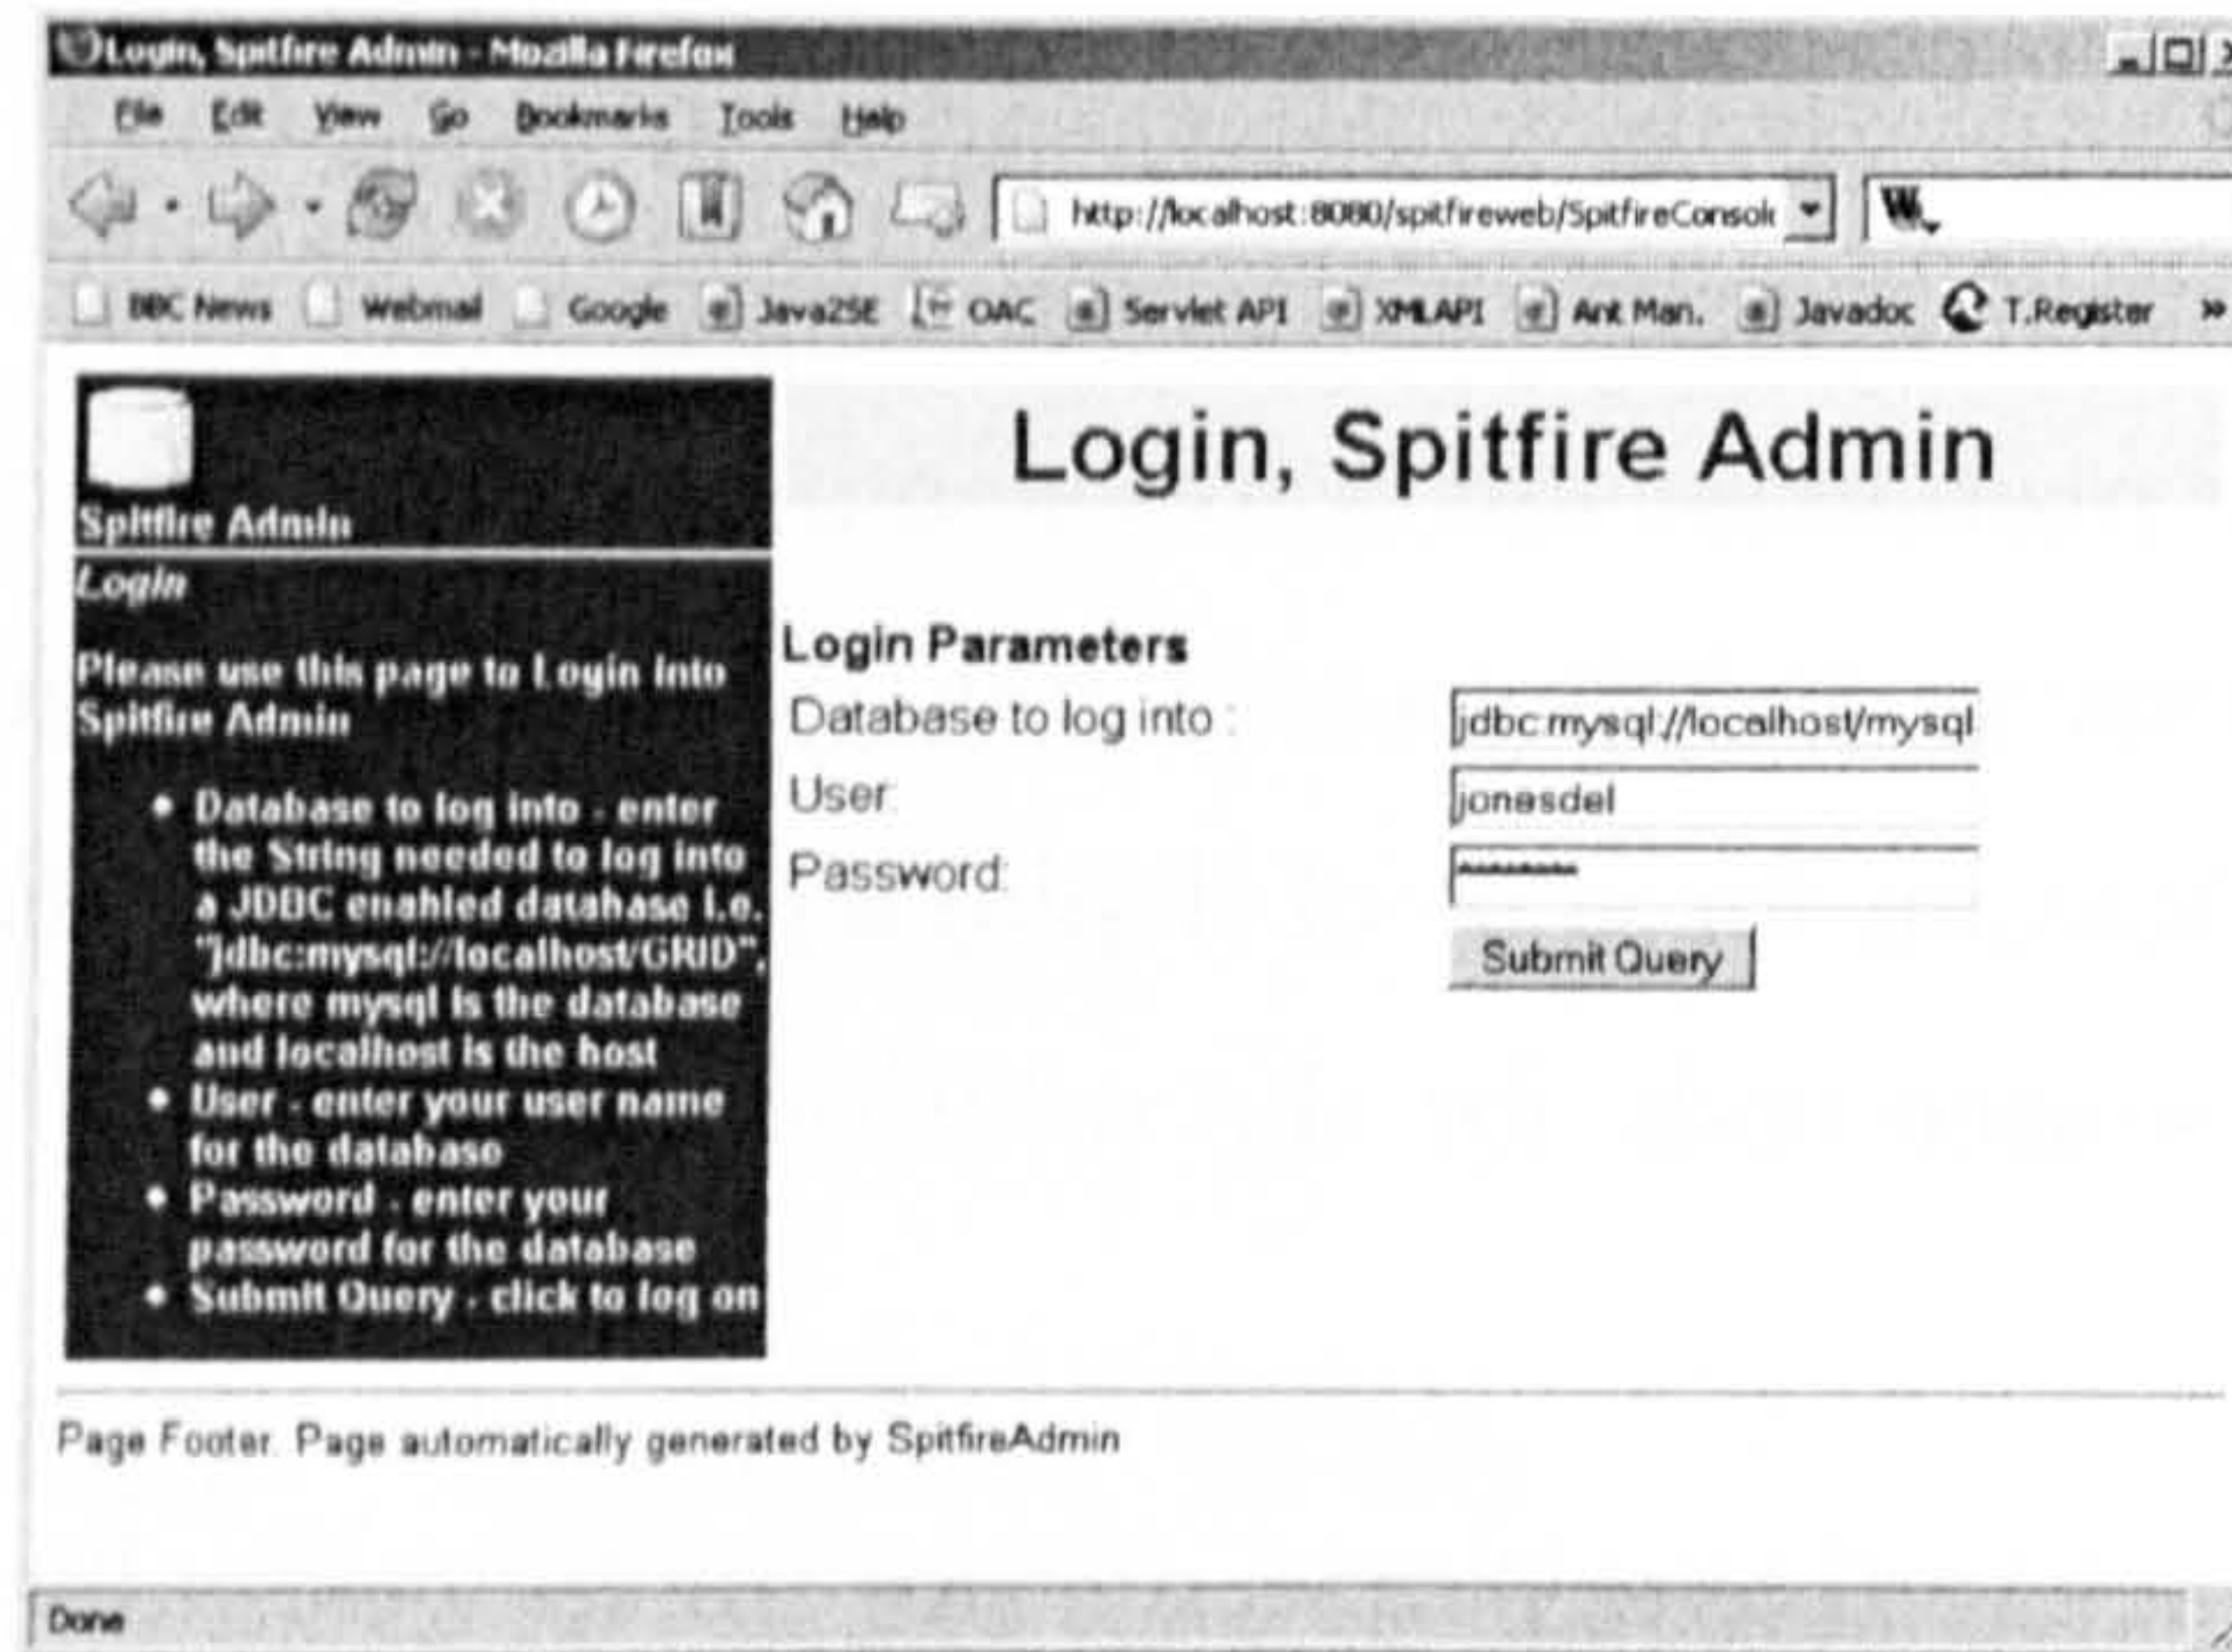 Login, Spitfire Admin - Mozilla Firefox
File Edit View Go Bookmarks Tools Help
http://localhost:8080/spitfireweb/SpitfireConsole
BBC News Webmail Google Java2SE OAC Servlet API XMLAPI Ant Man. Javadoc T.Register »
Spitfire Admin
Login
Please use this page to Login into
Spitfire Admin
• Database to log into - enter
the String needed to log into
a JDBC enabled database i.e.
"jdbc:mysql://localhost/GRID",
where mysql is the database
and localhost is the host
• User - enter your user name
for the database
• Password - enter your
password for the database
• Submit Query - click to log on
Login, Spitfire Admin
Login Parameters
Database to log into : jdbc:mysql://localhost/mysql
User: jonesdel
Password: ********
Submit Query
Page Footer. Page automatically generated by SpitfireAdmin
Done